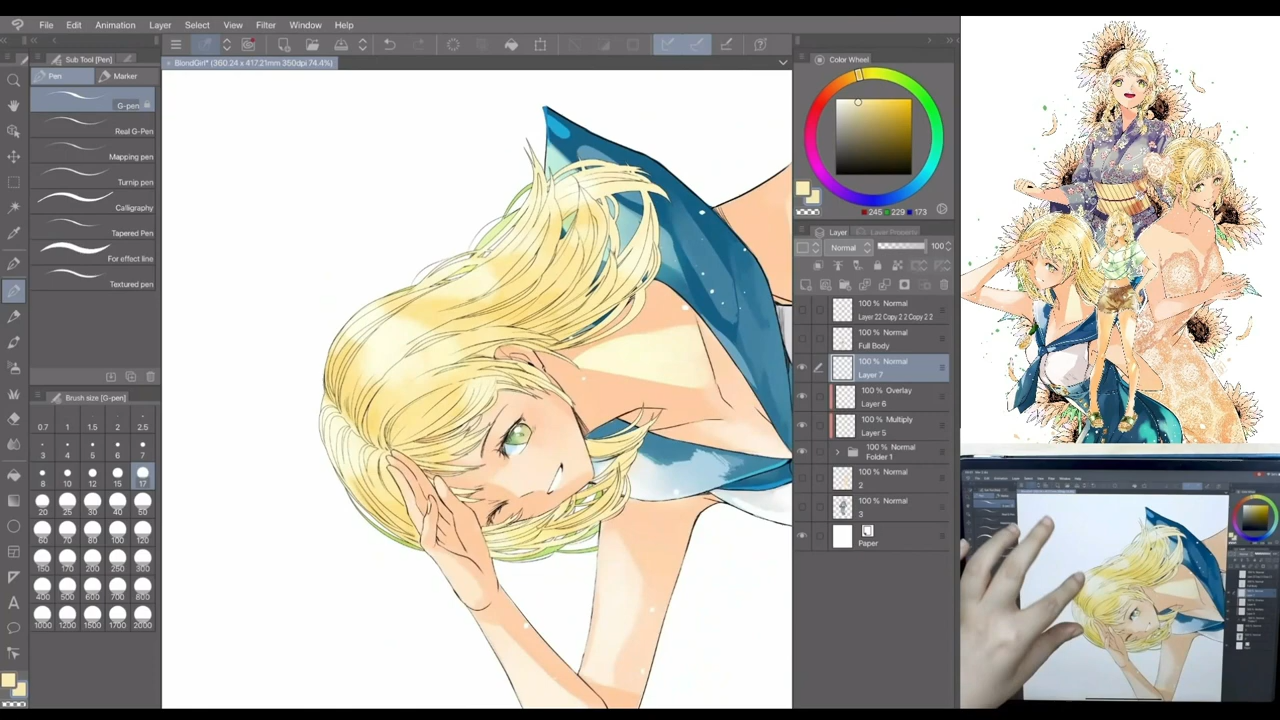 File Edit Animation Layer Select View Filter Window Help
Sub Tool [Pen]
Pen Marker
G-pen
Real G-Pen
Mapping pen
Turnip pen
Calligraphy
Tapered Pen
For effect line
Textured pen
Brush size [G-pen]
0.7 1 1.5 2 2.5
3 4 5 6 7
8 10 12 15 17
20 25 30 40 50
60 70 80 100 120
150 170 200 250 300
400 500 600 700 800
1000 1200 1500 1700 2000
BlondGirl* (360.24 x 417.21mm 350dpi 74.4%)
Color Wheel
245 229 173
Layer Layer Property
Normal 100
100 % Normal
Layer 22 Copy 2 2 Copy 2 2
100 % Normal
Full Body
100 % Normal
Layer 7
100 % Overlay
Layer 6
100 % Multiply
Layer 5
100 % Normal
Folder 1
100 % Normal
2
100 % Normal
3
Paper